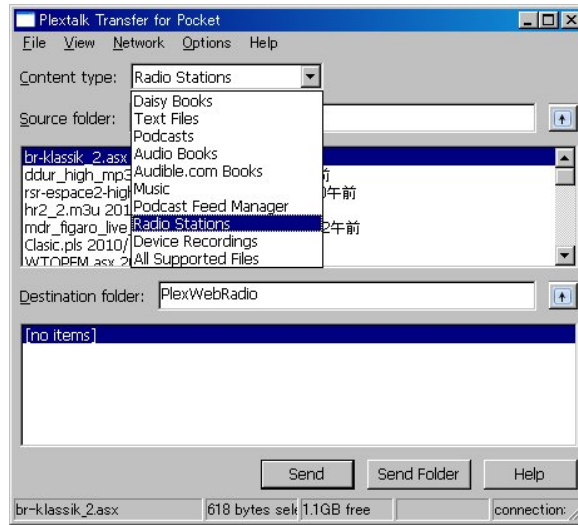 Plextalk Transfer for Pocket
File View Network Options Help
Content type: Radio Stations
Daisy Books
Source folder: Text Files
Podcasts
Audio Books
br-klassik_2.asx
Audible.com Books
ddur_high_mp3
Music
rsr-espace2-high 午前
Podcast Feed Manager
hr2_2.m3u 201
Radio Stations
mdr_figaro_live_ 2午前
Device Recordings
Clasic.pls 2010/
All Supported Files
WTOPFM.asx 2
Destination folder: PlexWebRadio
[no items]
Send Send Folder Help
br-klassik_2.asx 618 bytes sele 1.1GB free connection: